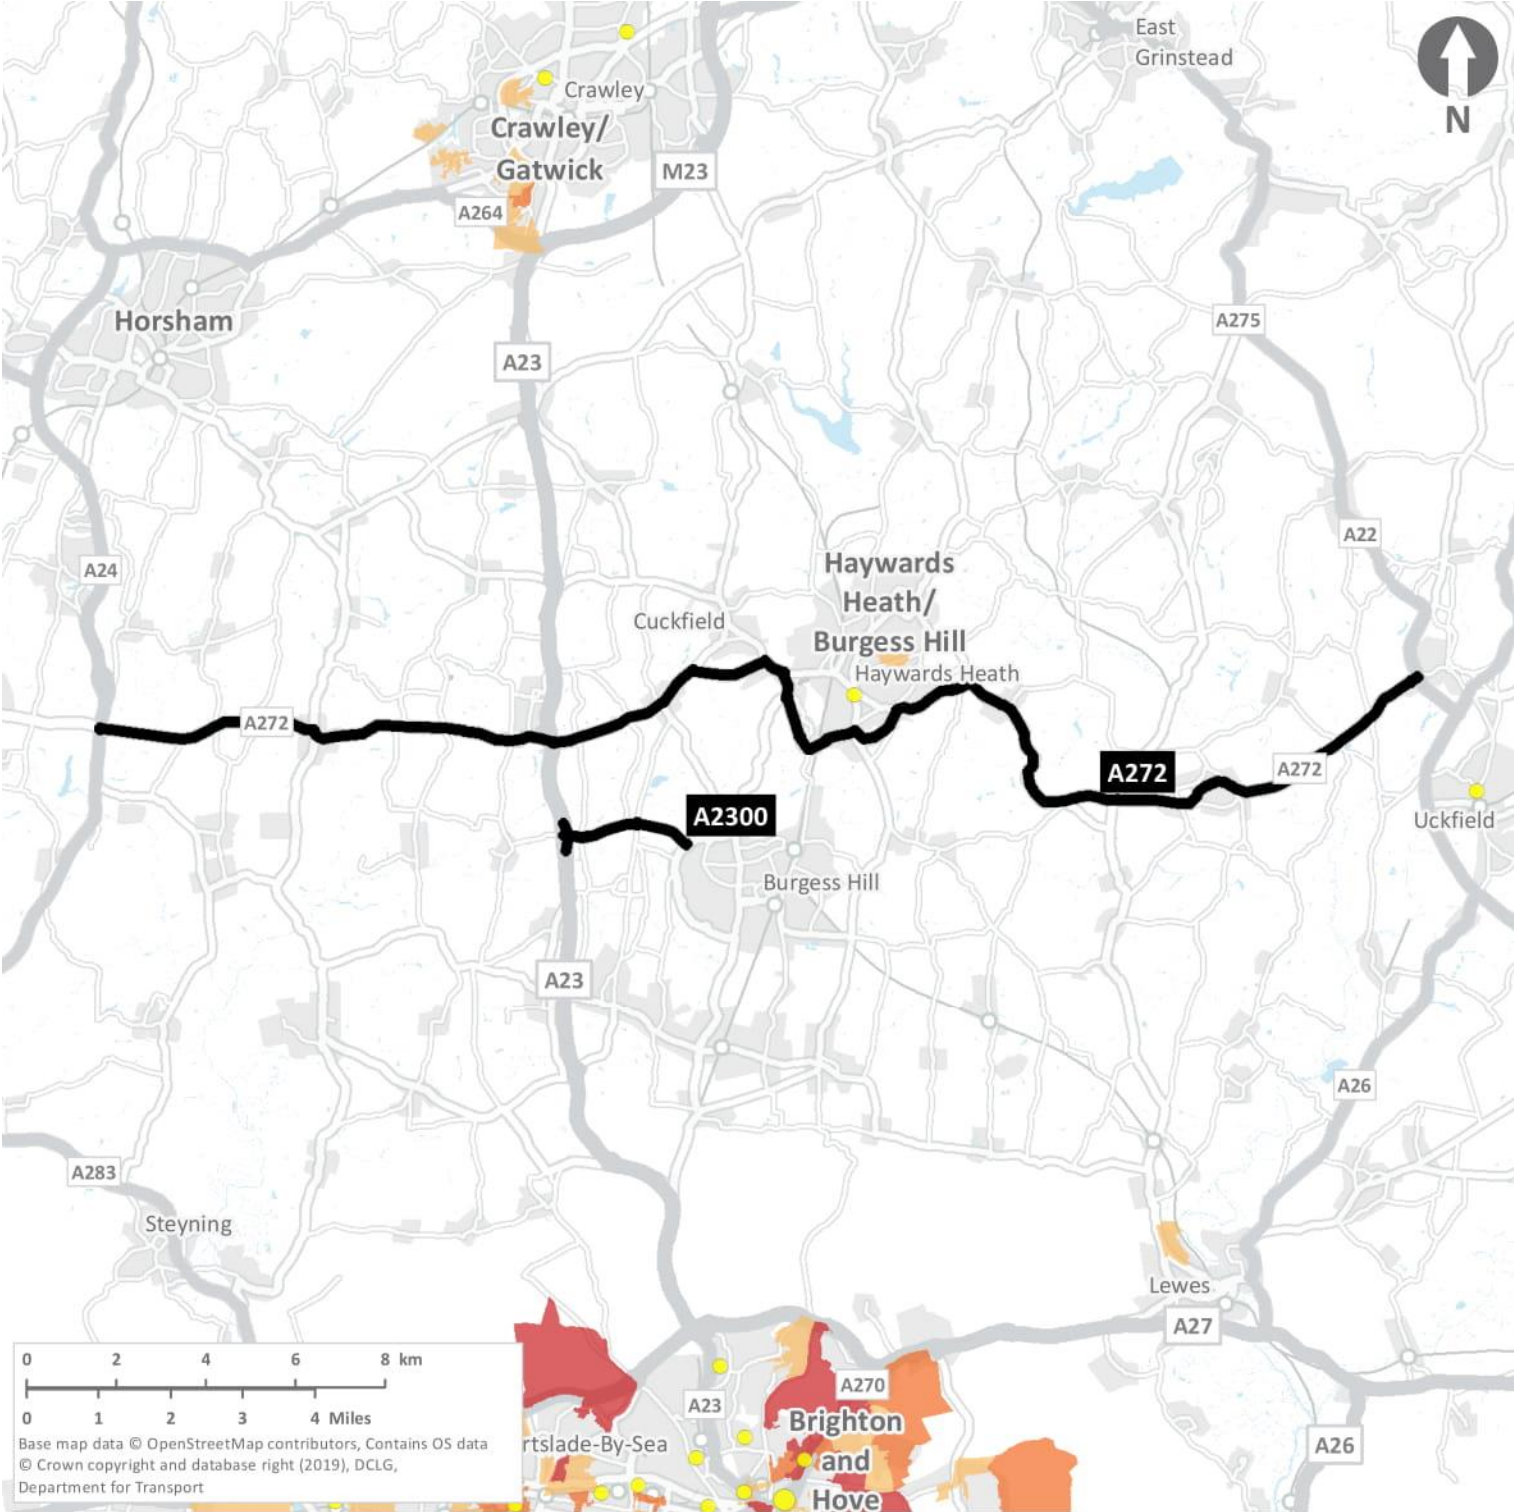 East
Grinstead
N
Crawley
Crawley/
Gatwick
M23
A264
Horsham
A275
A23
A22
A24
Haywards
Heath/
Burgess Hill
Cuckfield
Haywards Heath
A272
A272
A272
A2300
Uckfield
Burgess Hill
A23
A26
A283
Steyning
Lewes
A27
0 2 4 6 8 km
0 1 2 3 4 Miles
A270
A23
Brighton
and
Hove
rtslade-By-Sea
A26
Base map data © OpenStreetMap contributors, Contains OS data
© Crown copyright and database right (2019), DCLG,
Department for Transport